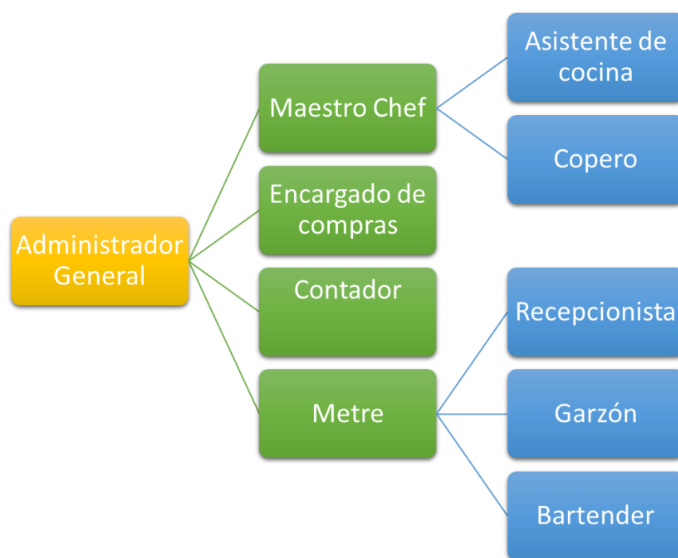 Administrador
General
Maestro Chef
Encargado de
compras
Contador
Metre
Asistente de
cocina
Copero
Recepcionista
Garzón
Bartender